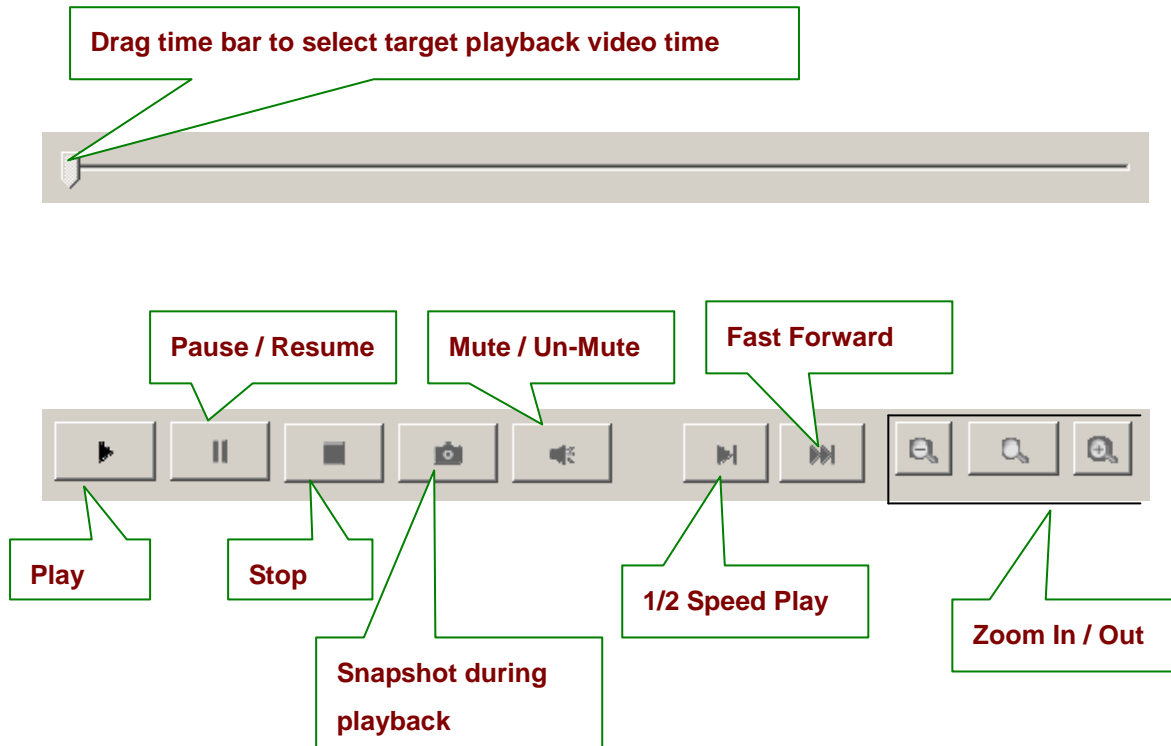 Drag time bar to select target playback video time
Pause / Resume
Mute / Un-Mute
Fast Forward
Play
Stop
1/2 Speed Play
Zoom In / Out
Snapshot during
playback